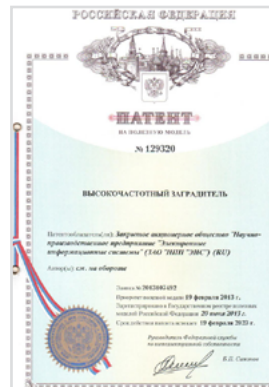 РОССИЙСКАЯ ФЕДЕРАЦИЯ
ПАТЕНТ
НА ПОЛЕЗНУЮ МОДЕЛЬ
№ 129320
ВЫСОКОЧАСТОТНЫЙ ЗАГРАДИТЕЛЬ
Патентообладатель(ли): Закрытое акционерное общество "Научно-
производственное предприятие "Электронные
информационные системы" (ЗАО "НПП "ЭИС") (RU)
Автор(ы): см. на обороте
Заявка №
Приоритет полезной модели 19 февраля 2013 г.
Зарегистрировано в Государственном реестре полезных
моделей Российской Федерации 20 июня 2013 г.
Срок действия патента истекает 19 февраля 2023 г.
Руководитель Федеральной службы
по интеллектуальной собственности
Б.П. Симонов